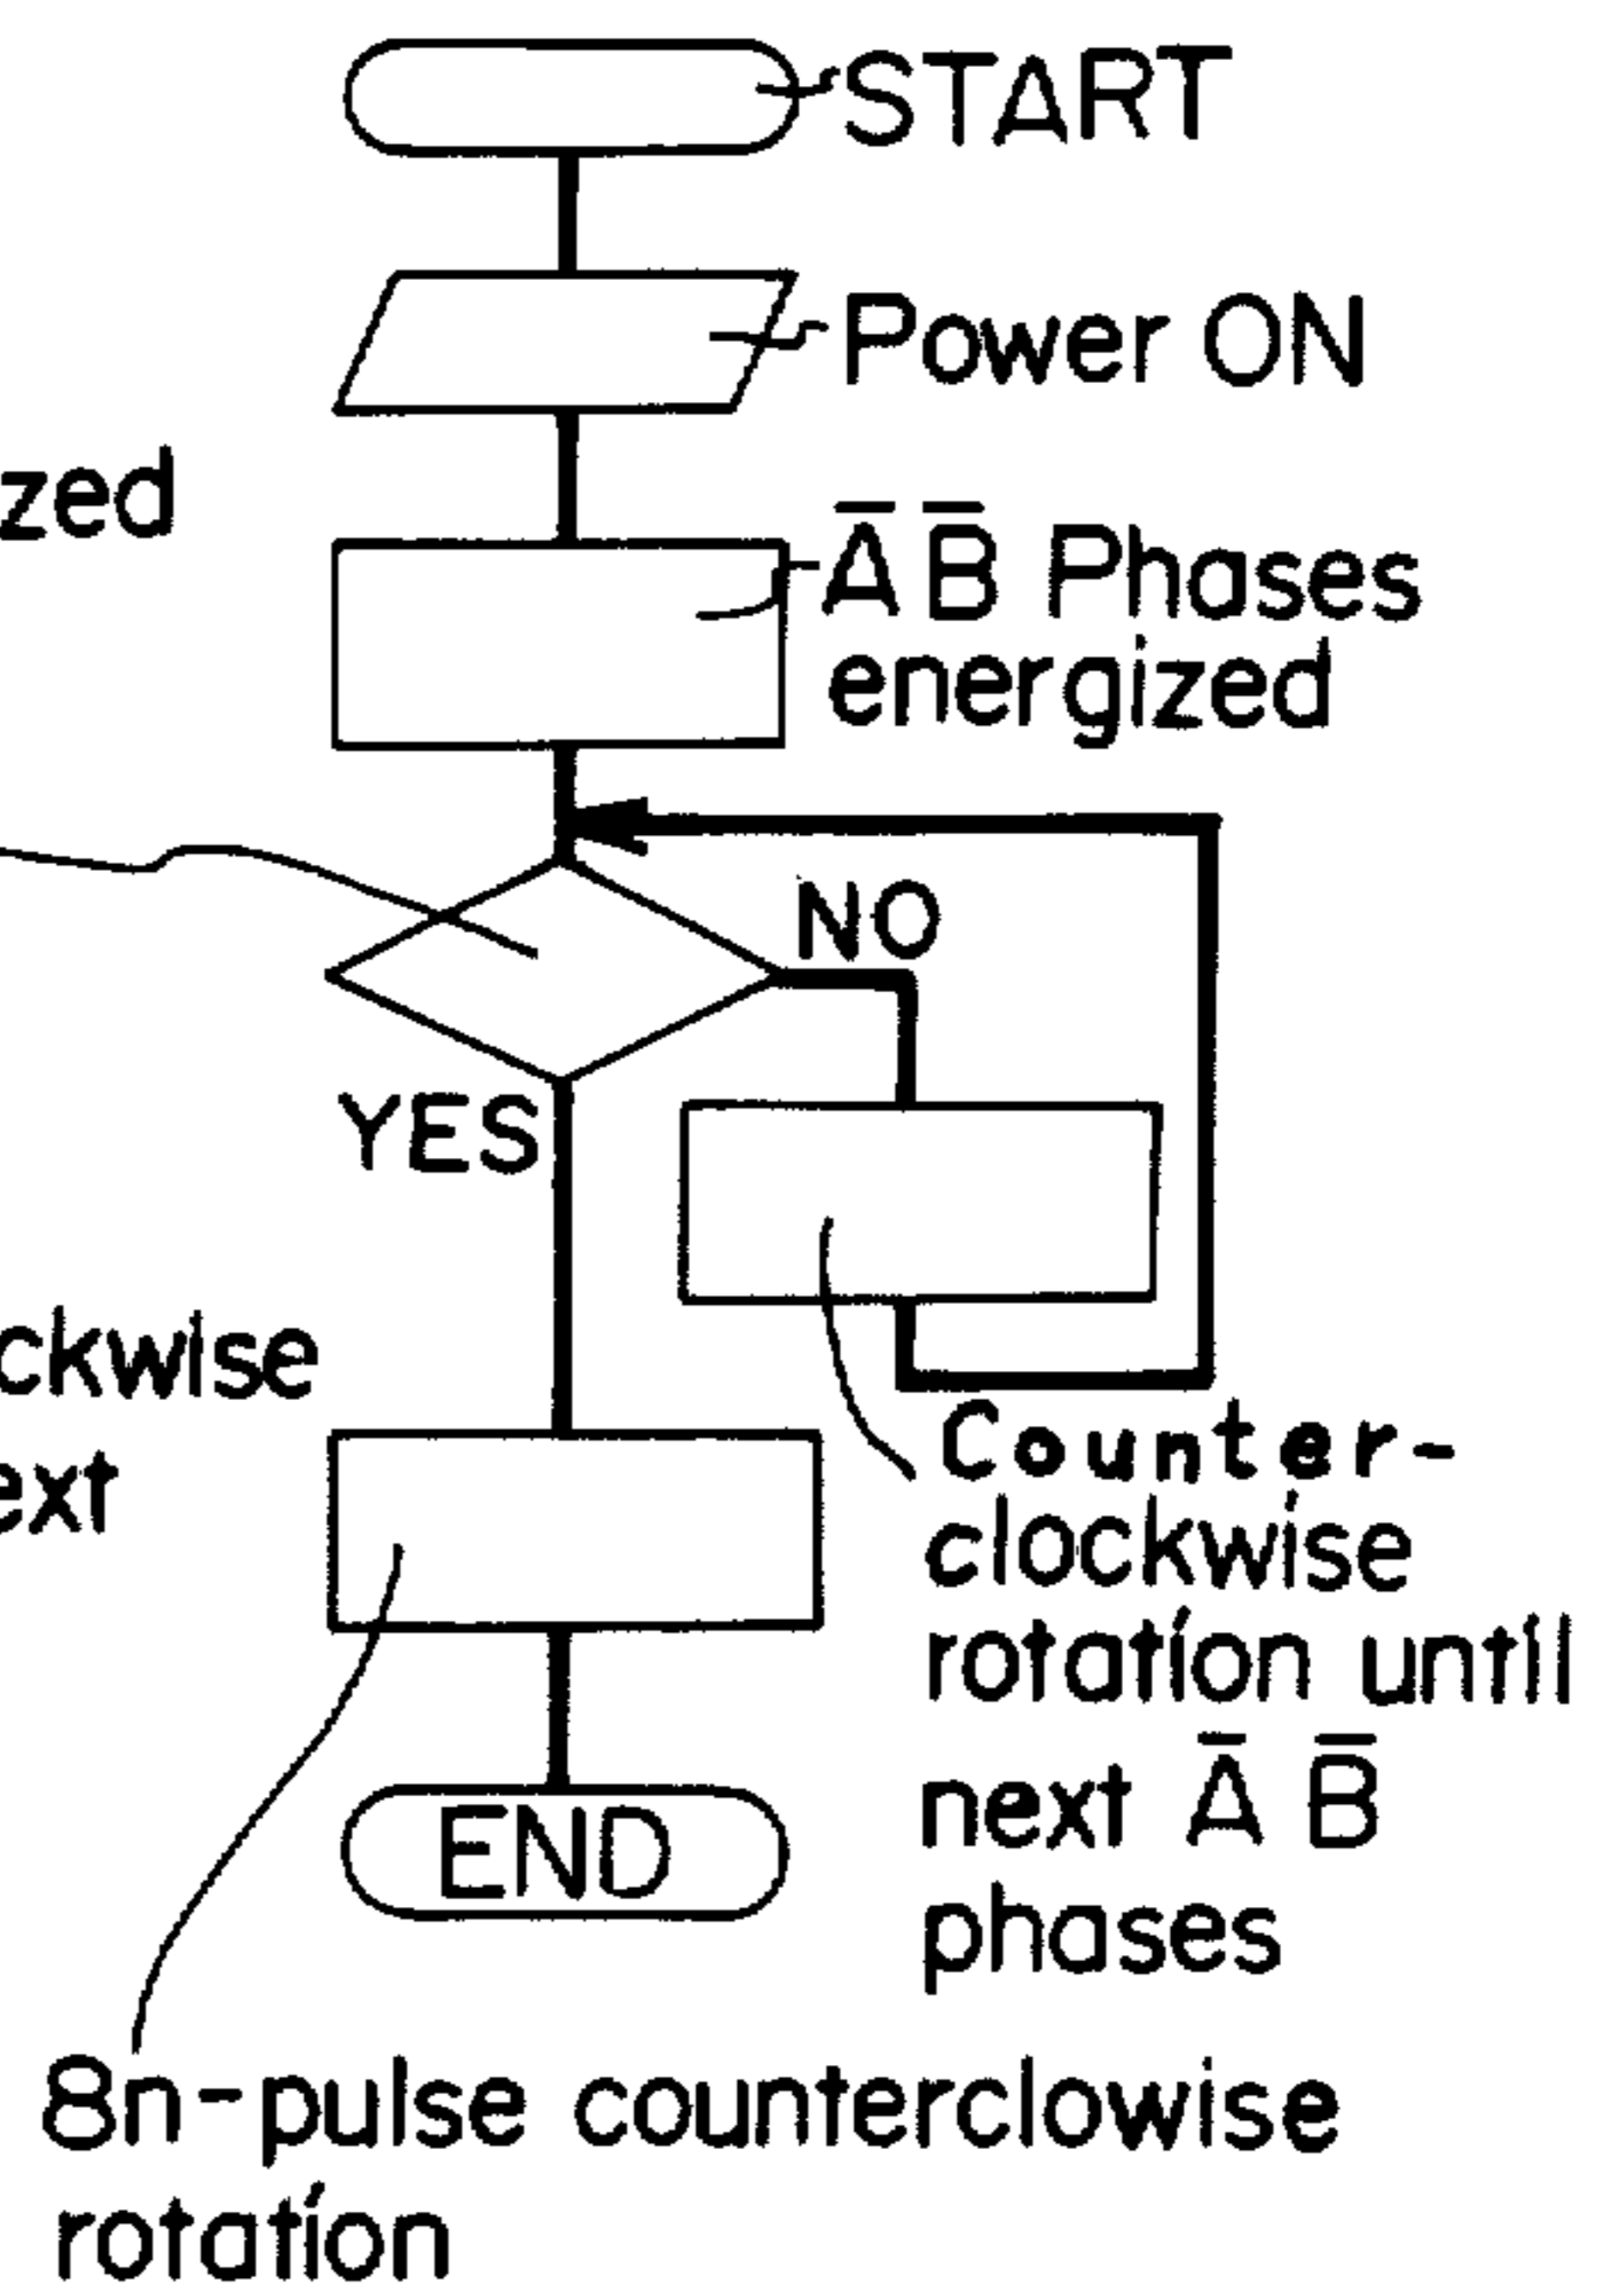 START
Power ON
zed
A̅ B̅ Phases
energized
NO
YES
ckwise
ext
Counter-
clockwise
rotation until
next A̅ B̅
phases
END
8n-pulse counterclowise
rotation